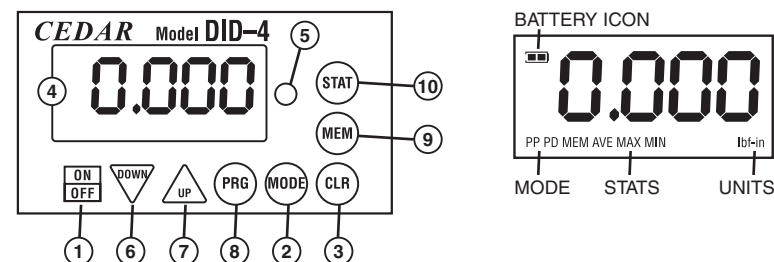 CEDAR Model DID–4
5
4
0.000
STAT
10
MEM
9
ON
OFF
DOWN
UP
PRG
MODE
CLR
1
6
7
8
2
3
BATTERY ICON
0.000
PP PD MEM AVE MAX MIN lbf-in
MODE STATS UNITS